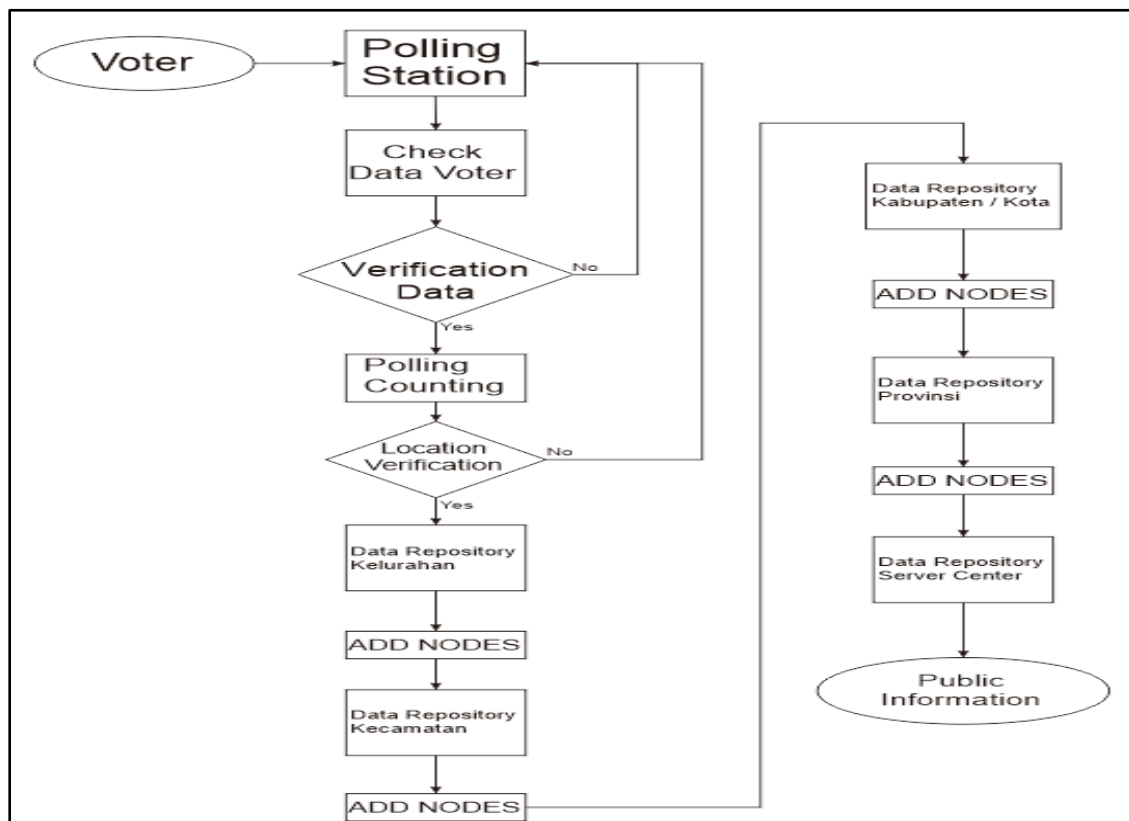 Voter
Polling
Station
Check
Data Voter
Verification
Data
No
Yes
Polling
Counting
Location
Verification
No
Yes
Data Repository
Kelurahan
ADD NODES
Data Repository
Kecamatan
ADD NODES
Data Repository
Kabupaten / Kota
ADD NODES
Data Repository
Provinsi
ADD NODES
Data Repository
Server Center
Public
Information